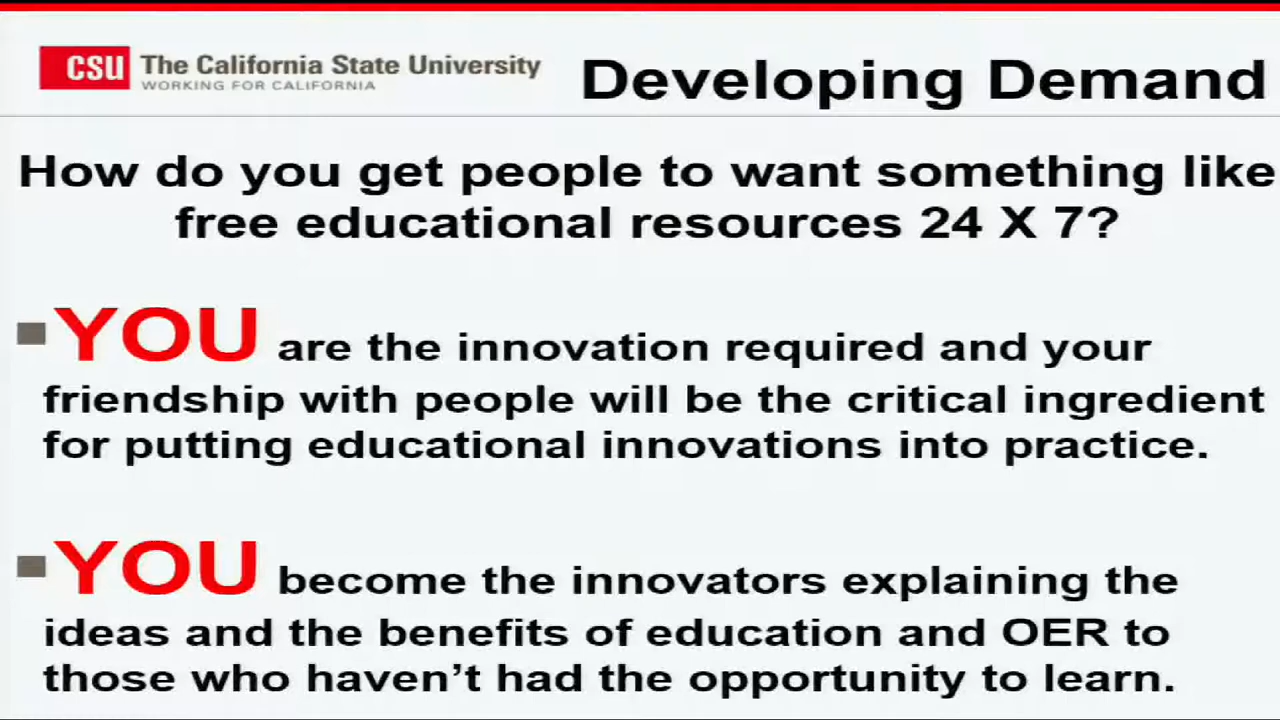 CSU The California State University
WORKING FOR CALIFORNIA
Developing Demand
How do you get people to want something like
free educational resources 24 X 7?
YOU are the innovation required and your
friendship with people will be the critical ingredient
for putting educational innovations into practice.
YOU become the innovators explaining the
ideas and the benefits of education and OER to
those who haven't had the opportunity to learn.